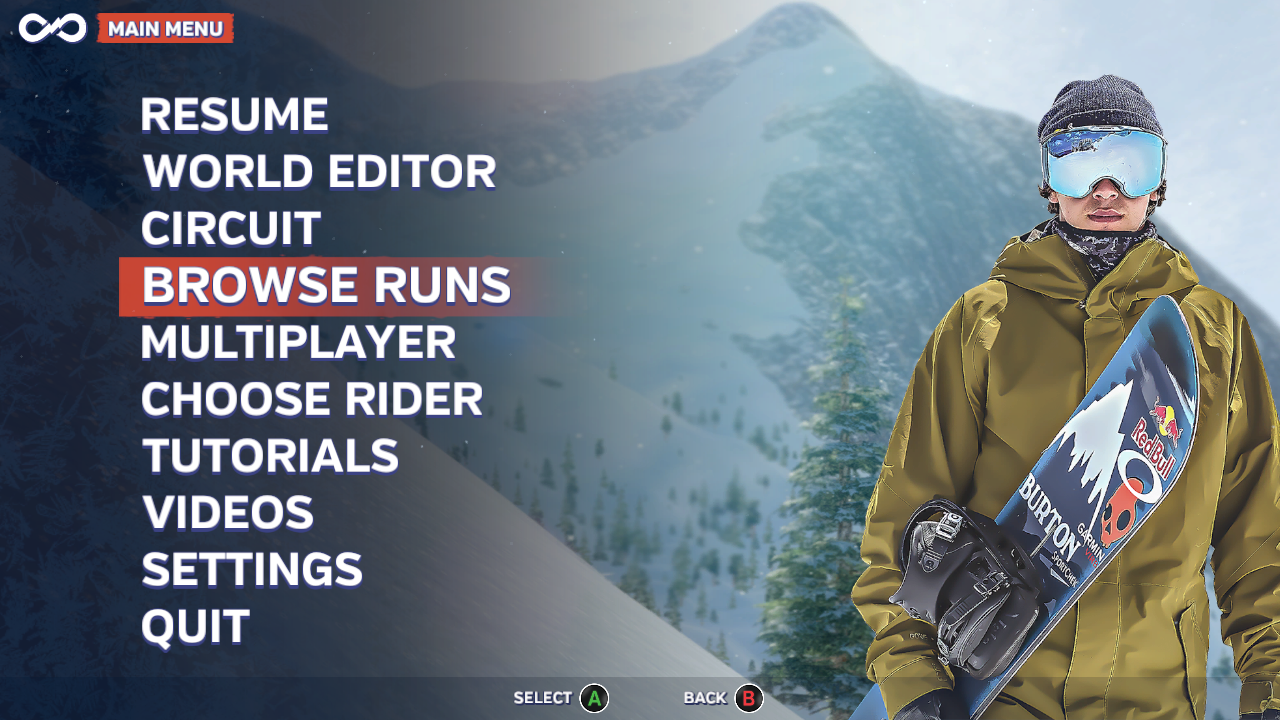 MAIN MENU
RESUME
WORLD EDITOR
CIRCUIT
BROWSE RUNS
MULTIPLAYER
CHOOSE RIDER
TUTORIALS
VIDEOS
SETTINGS
QUIT
RedBull
BURTON
GARMIN
SELECT A
BACK B